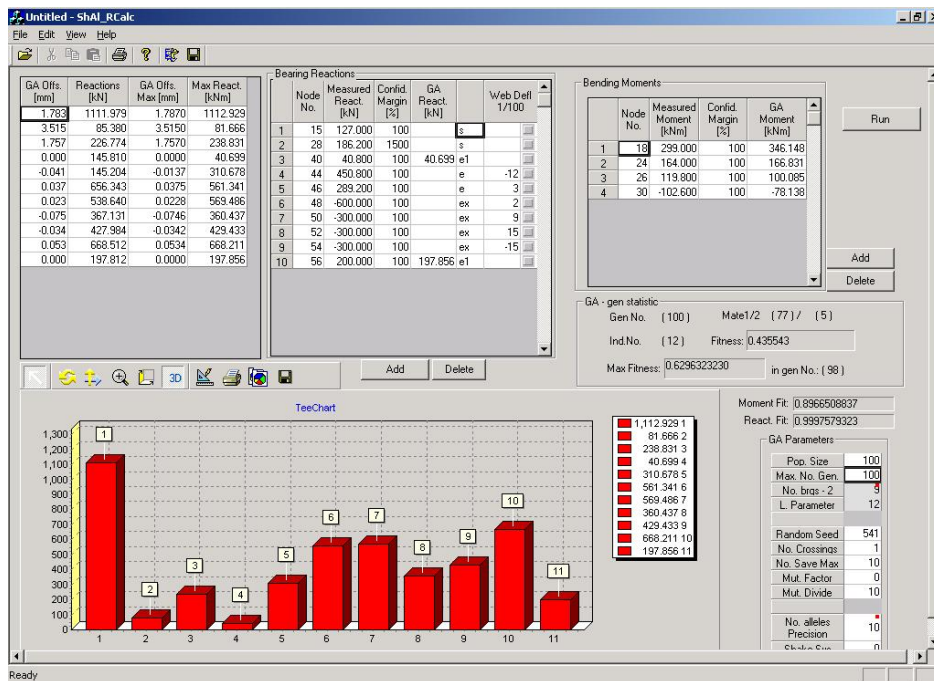 Untitled - ShAl_RCalc
File Edit View Help
Bearing Reactions
Bending Moments
GA Offs. [mm] Reactions [kN] GA Offs. Max [mm] Max React. [kNm]
1.783 1111.979 1.7870 1112.929
3.515 85.380 3.5150 81.666
1.757 226.774 1.7570 238.831
0.000 145.810 0.0000 40.699
-0.041 145.204 -0.0137 310.678
0.037 656.343 0.0375 561.341
0.023 538.640 0.0228 569.486
-0.075 367.131 -0.0746 360.437
-0.034 427.984 -0.0342 429.433
0.053 668.512 0.0534 668.211
0.000 197.812 0.0000 197.856
Node No. Measured React. [kN] Confid. Margin [%] GA React. [kN] Web Defl 1/100
1 15 127.000 100 s
2 28 186.200 1500 s
3 40 40.800 100 40.699 e1
4 44 450.800 100 e -12
5 46 289.200 100 e 3
6 48 -600.000 100 ex 2
7 50 -300.000 100 ex 9
8 52 -300.000 100 ex 15
9 54 -300.000 100 ex -15
10 56 200.000 100 197.856 e1
Add Delete
Node No. Measured Moment [kNm] Confid. Margin [%] GA Moment [kNm]
1 18 299.000 100 346.148
2 24 164.000 100 166.831
3 26 119.800 100 100.085
4 30 -102.600 100 -78.138
Run
Add
Delete
GA - gen statistic
Gen No. (100) Mate1/2 (77) / (5)
Ind.No. (12) Fitness: 0.435543
Max Fitness: 0.6296323230 in gen No.: (98)
3D
TeeChart
1,300
1,200
1,100
1,000
900
800
700
600
500
400
300
200
100
0
1 2 3 4 5 6 7 8 9 10 11
1 2 3 4 5 6 7 8 9 10 11
1,112.929 1
81.666 2
238.831 3
40.699 4
310.678 5
561.341 6
569.486 7
360.437 8
429.433 9
668.211 10
197.856 11
Moment Fit: 0.8966508837
React. Fit: 0.9997579323
GA Parameters
Pop. Size 100
Max. No. Gen. 100
No. brgs - 2 9
L. Parameter 12
Random Seed 541
No. Crossings 1
No. Save Max 10
Mut. Factor 0
Mut. Divide 10
No. alleles Precision 10
Ready